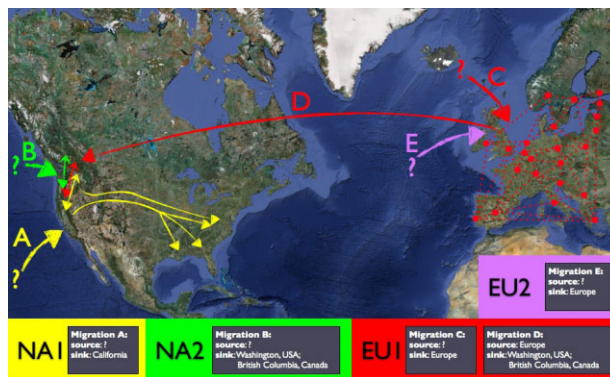 ?
C
D
?
B
E
?
A
?
EU2
Migration E:
source: ?
sink: Europe
NA1
Migration A:
source: ?
sink: California
NA2
Migration B:
source: ?
sink: Washington, USA;
British Columbia, Canada
EU1
Migration C:
source: ?
sink: Europe
Migration D:
source: Europe
sink: Washington, USA;
British Columbia, Canada